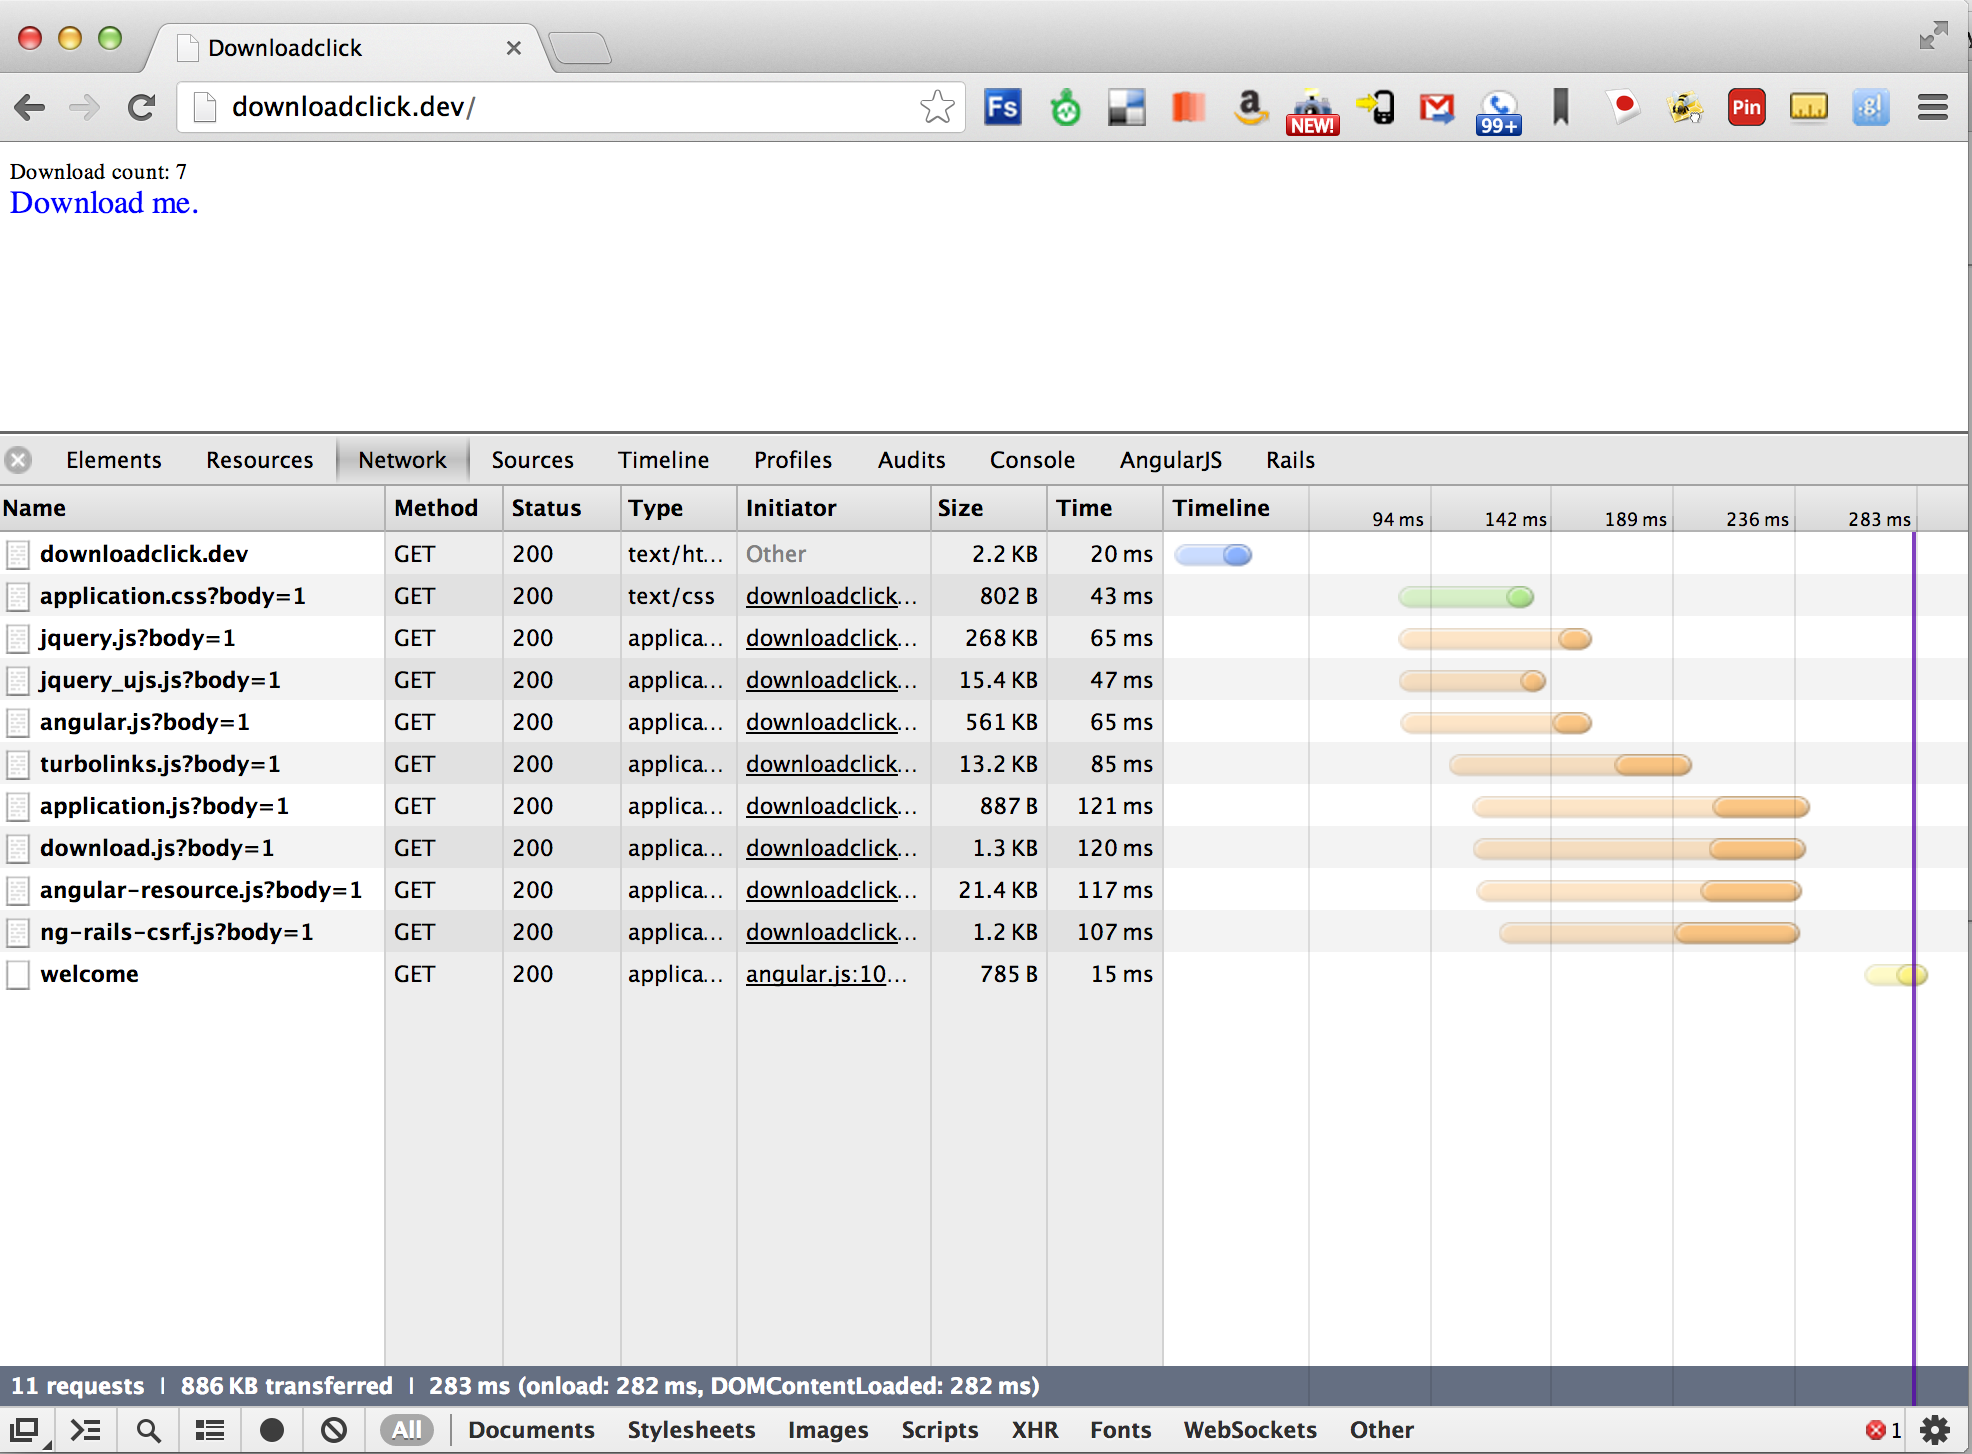 Downloadclick
downloadclick.dev/
Fs
a
NEW!
99+
Pin
.gl
Download count: 7
Download me.
Elements Resources Network Sources Timeline Profiles Audits Console AngularJS Rails
Name Method Status Type Initiator Size Time Timeline 94 ms 142 ms 189 ms 236 ms 283 ms
downloadclick.dev GET 200 text/ht... Other 2.2 KB 20 ms
application.css?body=1 GET 200 text/css downloadclick... 802 B 43 ms
jquery.js?body=1 GET 200 applica... downloadclick... 268 KB 65 ms
jquery_ujs.js?body=1 GET 200 applica... downloadclick... 15.4 KB 47 ms
angular.js?body=1 GET 200 applica... downloadclick... 561 KB 65 ms
turbolinks.js?body=1 GET 200 applica... downloadclick... 13.2 KB 85 ms
application.js?body=1 GET 200 applica... downloadclick... 887 B 121 ms
download.js?body=1 GET 200 applica... downloadclick... 1.3 KB 120 ms
angular-resource.js?body=1 GET 200 applica... downloadclick... 21.4 KB 117 ms
ng-rails-csrf.js?body=1 GET 200 applica... downloadclick... 1.2 KB 107 ms
welcome GET 200 applica... angular.js:10... 785 B 15 ms
11 requests | 886 KB transferred | 283 ms (onload: 282 ms, DOMContentLoaded: 282 ms)
All Documents Stylesheets Images Scripts XHR Fonts WebSockets Other 1